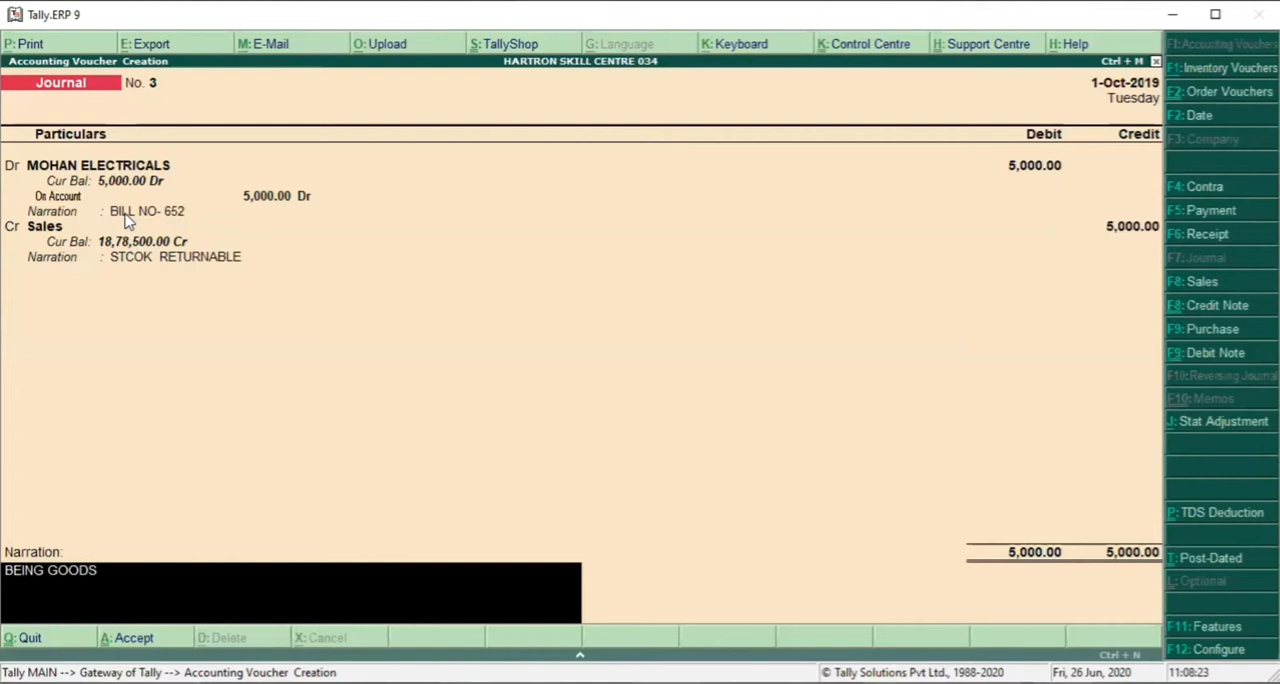 Tally.ERP 9
P: Print E: Export M: E-Mail O: Upload S: TallyShop G: Language K: Keyboard K: Control Centre H: Support Centre H: Help
Accounting Voucher Creation HARTRON SKILL CENTRE 034 Ctrl + M
Journal No. 3 1-Oct-2019
Tuesday
Particulars Debit Credit
Dr MOHAN ELECTRICALS 5,000.00
Cur Bal: 5,000.00 Dr
On Account 5,000.00 Dr
Narration : BILL NO- 652
Cr Sales 5,000.00
Cur Bal: 18,78,500.00 Cr
Narration : STCOK RETURNABLE
Narration: 5,000.00 5,000.00
BEING GOODS
F1: Accounting Vouchers
F1: Inventory Vouchers
F2: Order Vouchers
F2: Date
F3: Company
F4: Contra
F5: Payment
F6: Receipt
F7: Journal
F8: Sales
F8: Credit Note
F9: Purchase
F9: Debit Note
F10: Reversing Journal
F10: Memos
J: Stat Adjustment
P: TDS Deduction
T: Post-Dated
L: Optional
F11: Features
F12: Configure
Q: Quit A: Accept D: Delete X: Cancel
Ctrl + N
Tally MAIN --> Gateway of Tally --> Accounting Voucher Creation © Tally Solutions Pvt Ltd., 1988-2020 Fri, 26 Jun, 2020 11:08:23